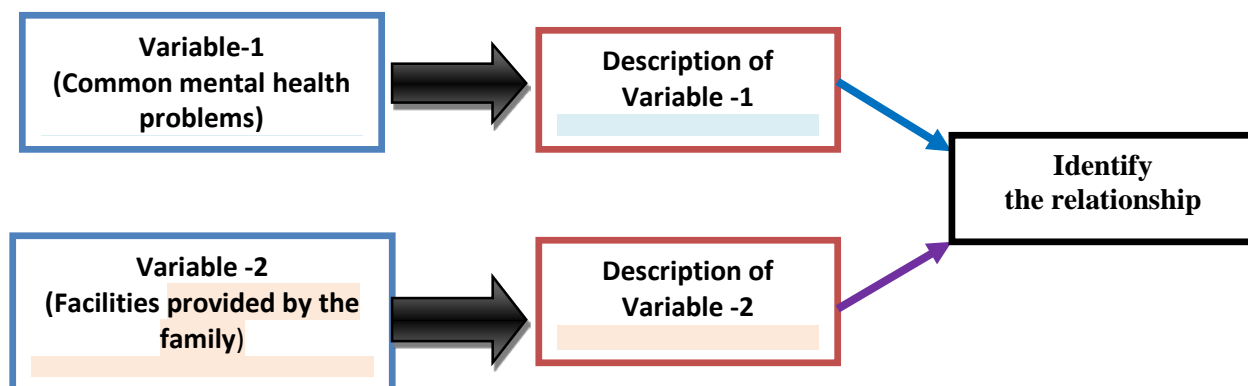 Variable-1
(Common mental health
problems)
Description of
Variable -1
Identify
the relationship
Variable -2
(Facilities provided by the
family)
Description of
Variable -2